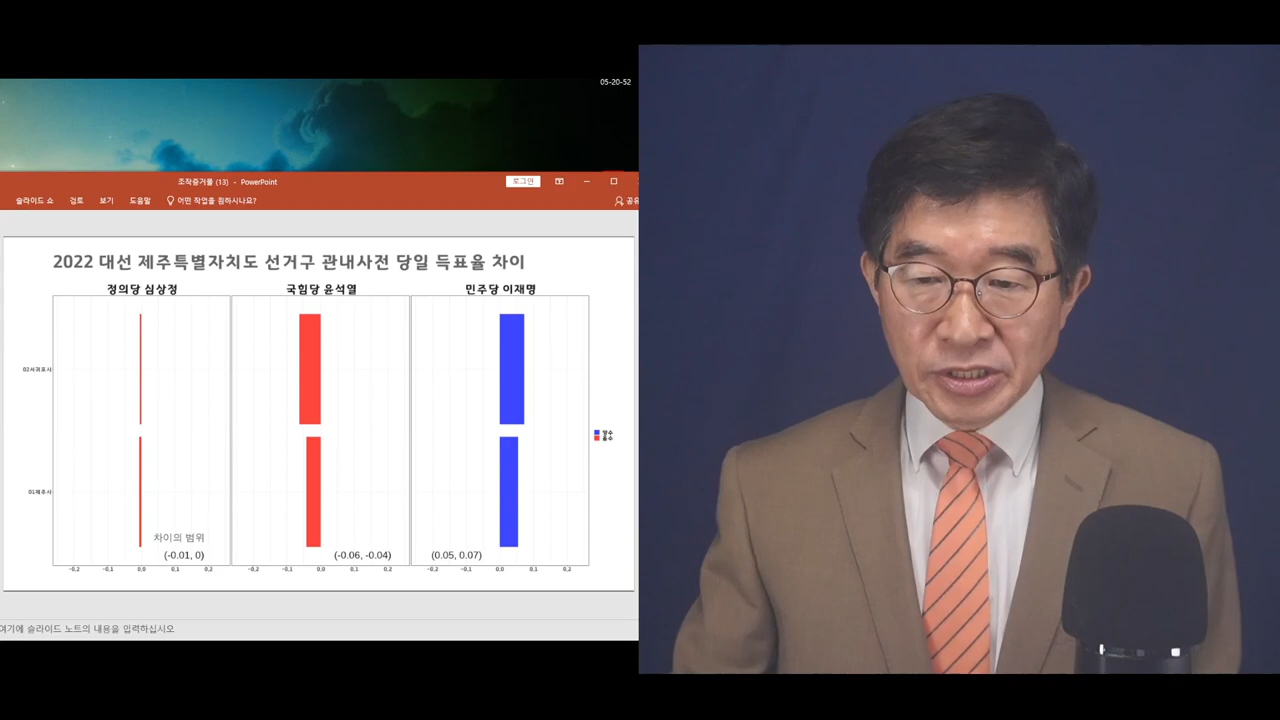 05-20-52
조작증거물 (13) - PowerPoint
로그인
슬라이드 쇼 검토 보기 도움말 어떤 작업을 원하시나요? 공유
2022 대선 제주특별자치도 선거구 관내사전 당일 득표율 차이
정의당 심상정 국힘당 윤석열 민주당 이재명
02서귀포시
양수
음수
01제주시
차이의 범위
(-0.01, 0) (-0.06, -0.04) (0.05, 0.07)
-0.2 -0.1 0.0 0.1 0.2 -0.2 -0.1 0.0 0.1 0.2 -0.2 -0.1 0.0 0.1 0.2
여기에 슬라이드 노트의 내용을 입력하십시오